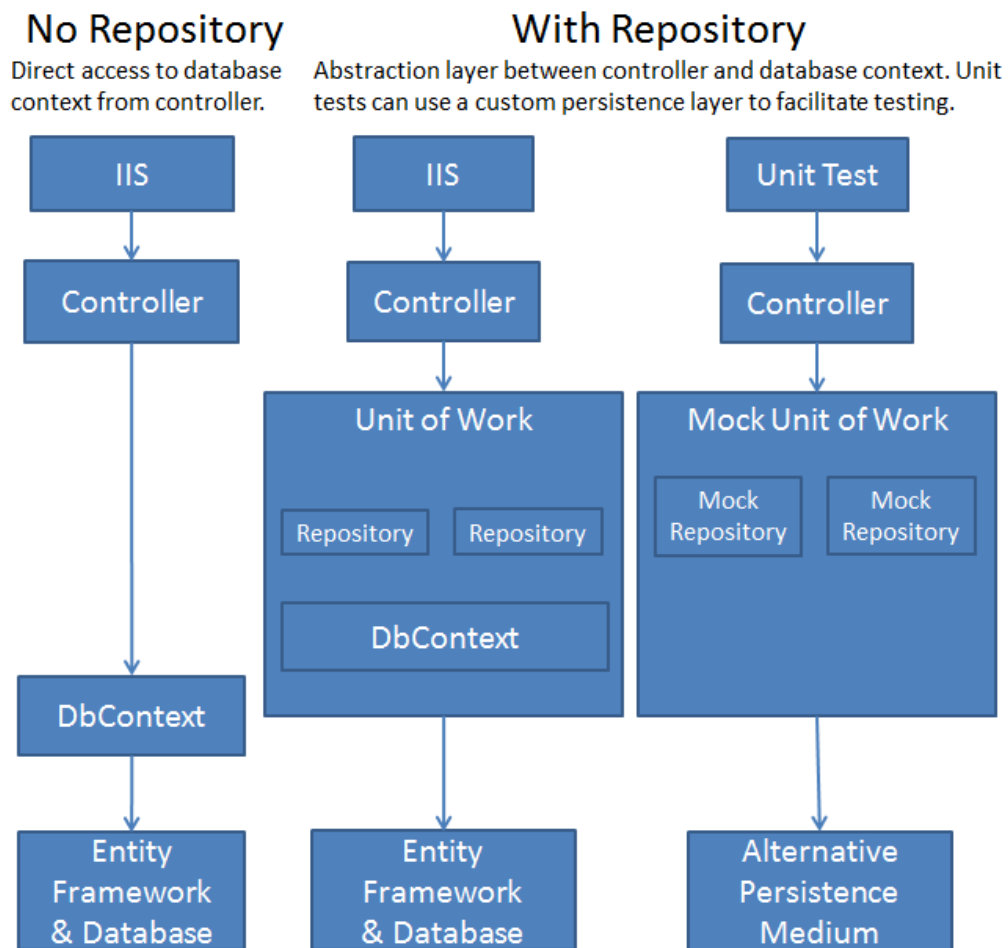 No Repository
Direct access to database
context from controller.
IIS
Controller
DbContext
Entity
Framework
& Database
With Repository
Abstraction layer between controller and database context. Unit
tests can use a custom persistence layer to facilitate testing.
IIS
Controller
Unit of Work
Repository
Repository
DbContext
Entity
Framework
& Database
Unit Test
Controller
Mock Unit of Work
Mock
Repository
Mock
Repository
Alternative
Persistence
Medium